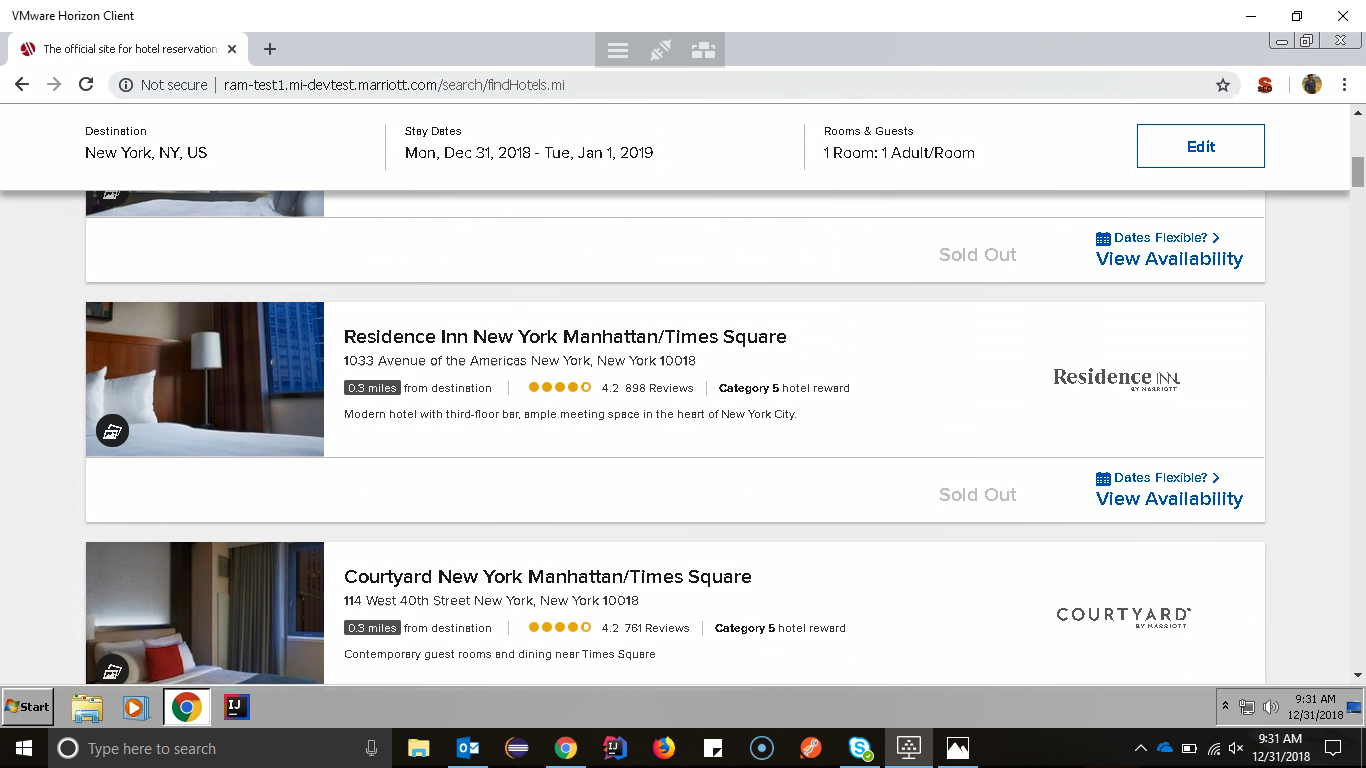 VMware Horizon Client
The official site for hotel reservation
Not secure | ram-test1.mi-devtest.marriott.com/search/findHotels.mi
Destination
New York, NY, US
Stay Dates
Mon, Dec 31, 2018 - Tue, Jan 1, 2019
Rooms & Guests
1 Room: 1 Adult/Room
Edit
Sold Out
Dates Flexible?
View Availability
Residence Inn New York Manhattan/Times Square
1033 Avenue of the Americas New York, New York 10018
0.3 miles from destination
4.2 898 Reviews
Category 5 hotel reward
Modern hotel with third-floor bar, ample meeting space in the heart of New York City.
Residence INN
BY MARRIOTT
Sold Out
Dates Flexible?
View Availability
Courtyard New York Manhattan/Times Square
114 West 40th Street New York, New York 10018
0.3 miles from destination
4.2 761 Reviews
Category 5 hotel reward
Contemporary guest rooms and dining near Times Square
COURTYARD
BY MARRIOTT
Start
IJ
9:31 AM
12/31/2018
Type here to search
9:31 AM
12/31/2018